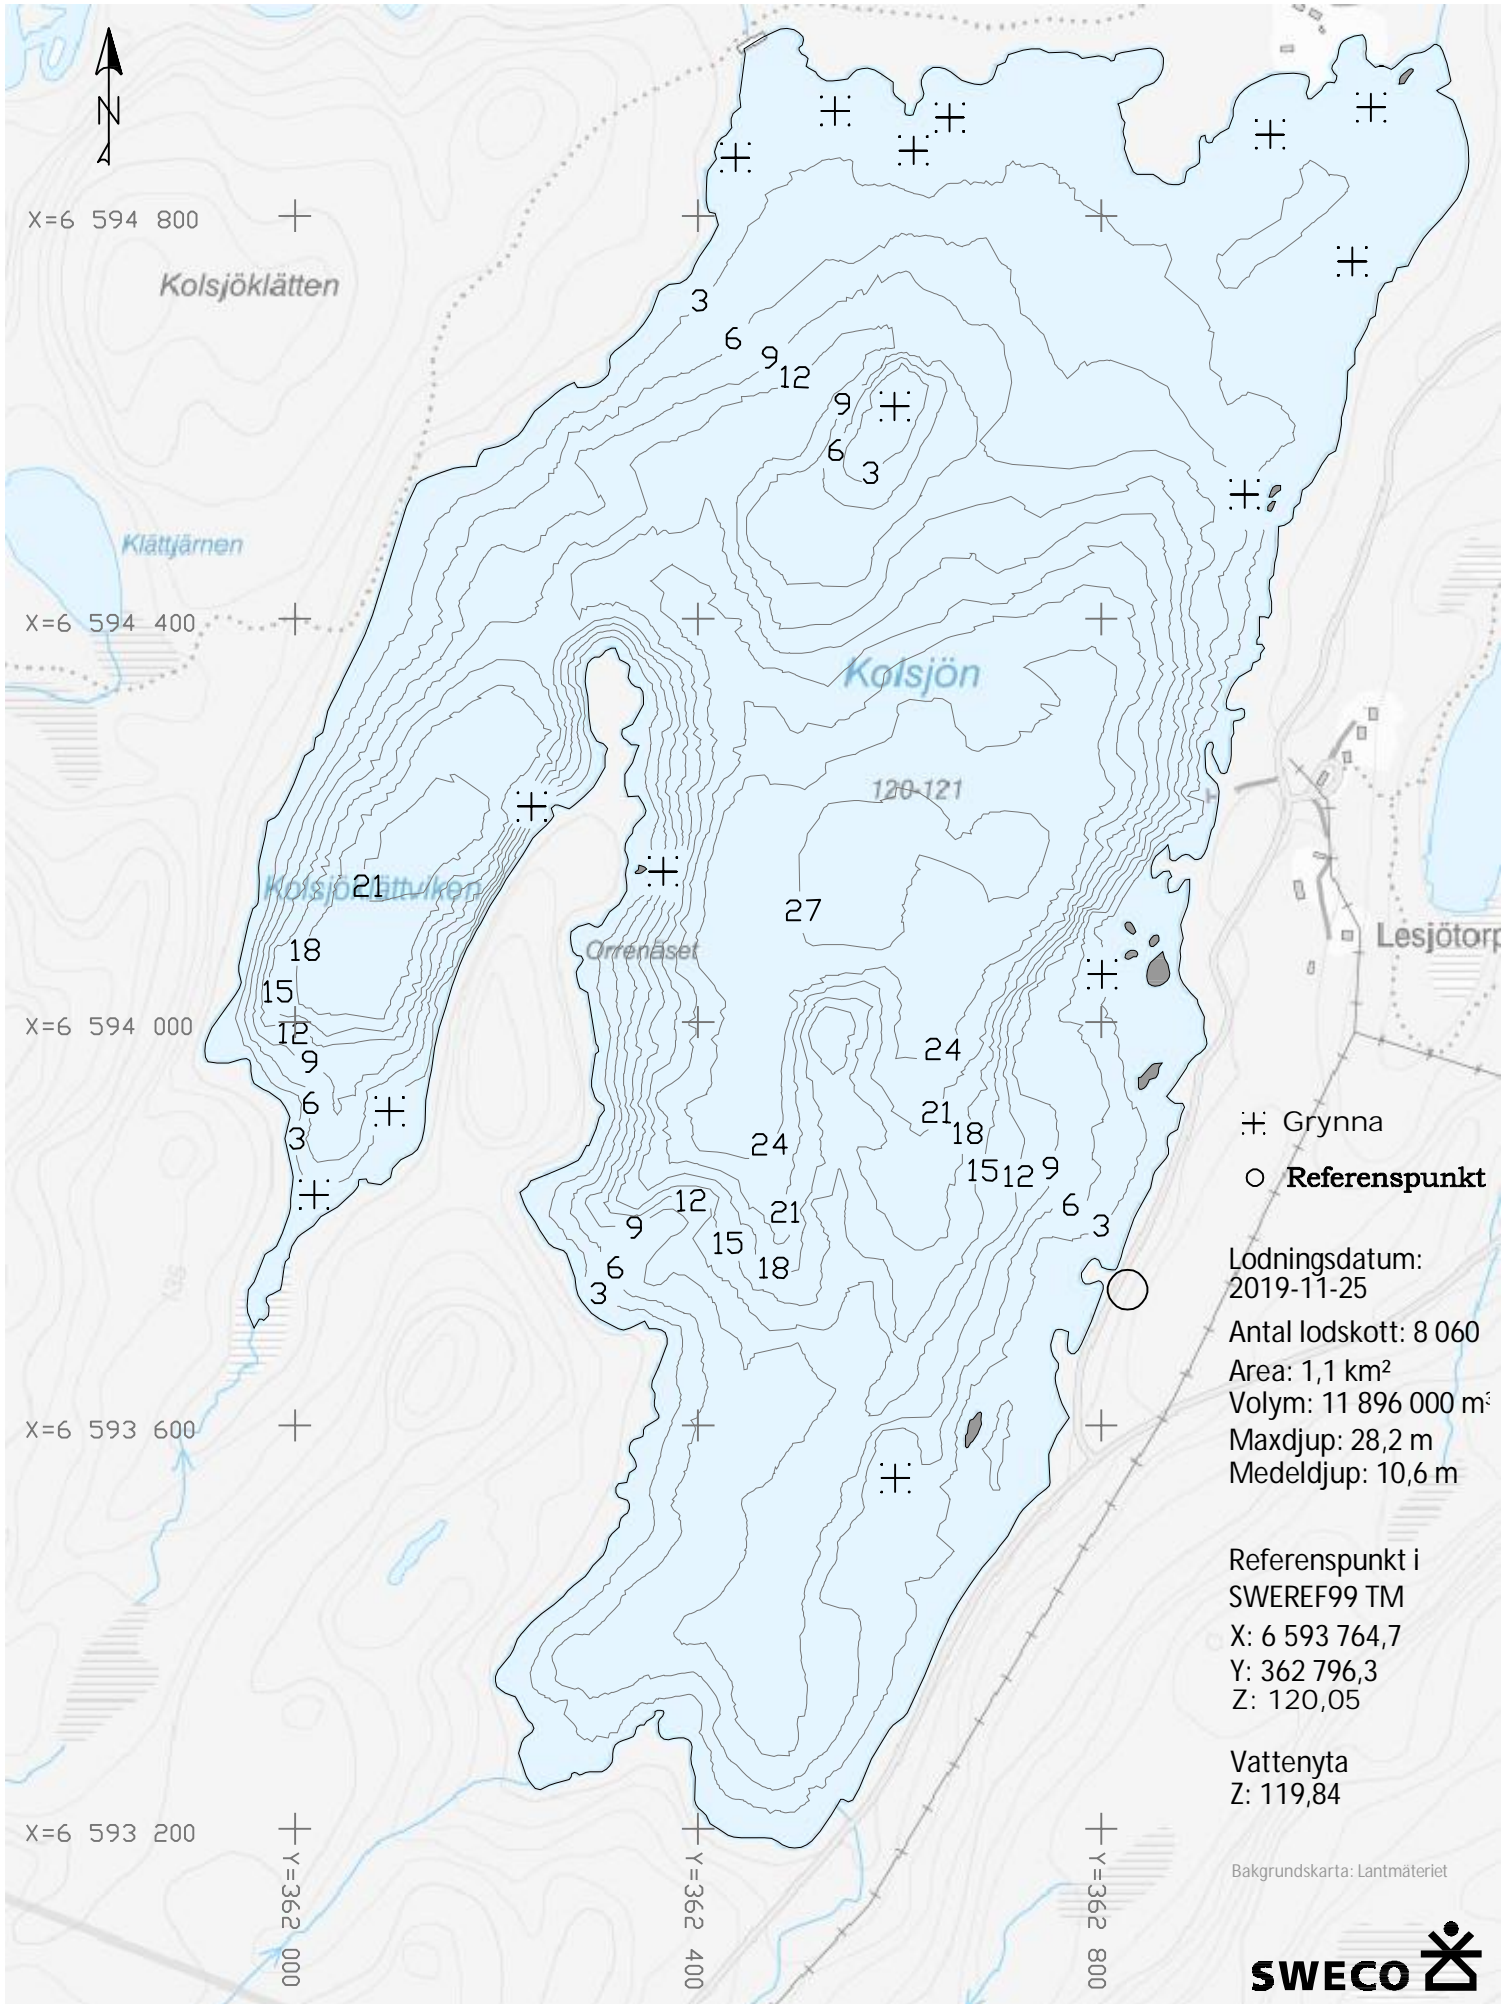 N
X=6 594 800
Kolsjöklätten
3
6
9
12
9
6
3
Klättjärnen
X=6 594 400
Kolsjön
120-121
Kolsjöklättviken
21
27
18
Orrenäset
Lesjötorp
15
X=6 594 000
12
9
24
6
21
3
18
24
15
12
9
12
21
6
3
9
15
6
18
3
Grynna
Referenspunkt
Lodningsdatum:
2019-11-25
Antal lodskott: 8 060
Area: 1,1 km²
Volym: 11 896 000 m³
Maxdjup: 28,2 m
Medeldjup: 10,6 m
X=6 593 600
Referenspunkt i
SWEREF99 TM
X: 6 593 764,7
Y: 362 796,3
Z: 120,05
Vattenyta
Z: 119,84
X=6 593 200
Y=362 000
Y=362 400
Y=362 800
Bakgrundskarta: Lantmäteriet
SWECO